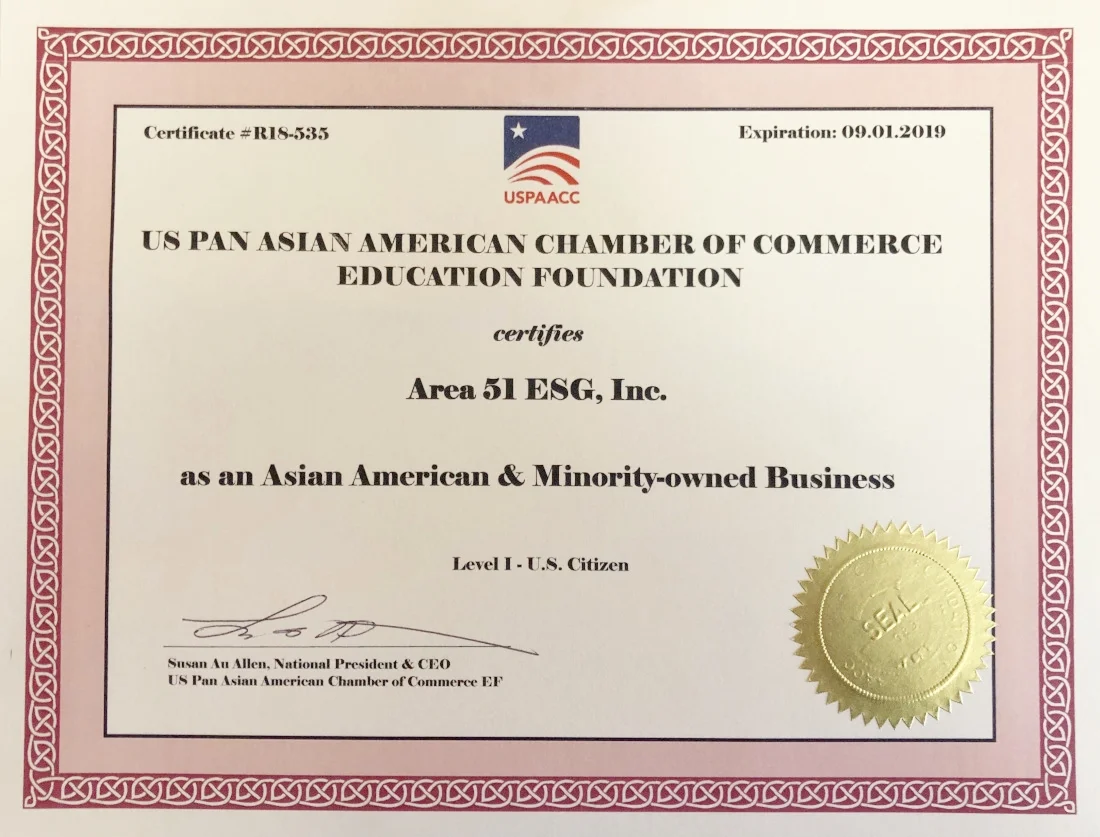 Certificate #R18-535
Expiration: 09.01.2019
USPAACC
US PAN ASIAN AMERICAN CHAMBER OF COMMERCE
EDUCATION FOUNDATION
certifies
Area 51 ESG, Inc.
as an Asian American & Minority-owned Business
Level I - U.S. Citizen
SEAL
Susan Au Allen, National President & CEO
US Pan Asian American Chamber of Commerce EF